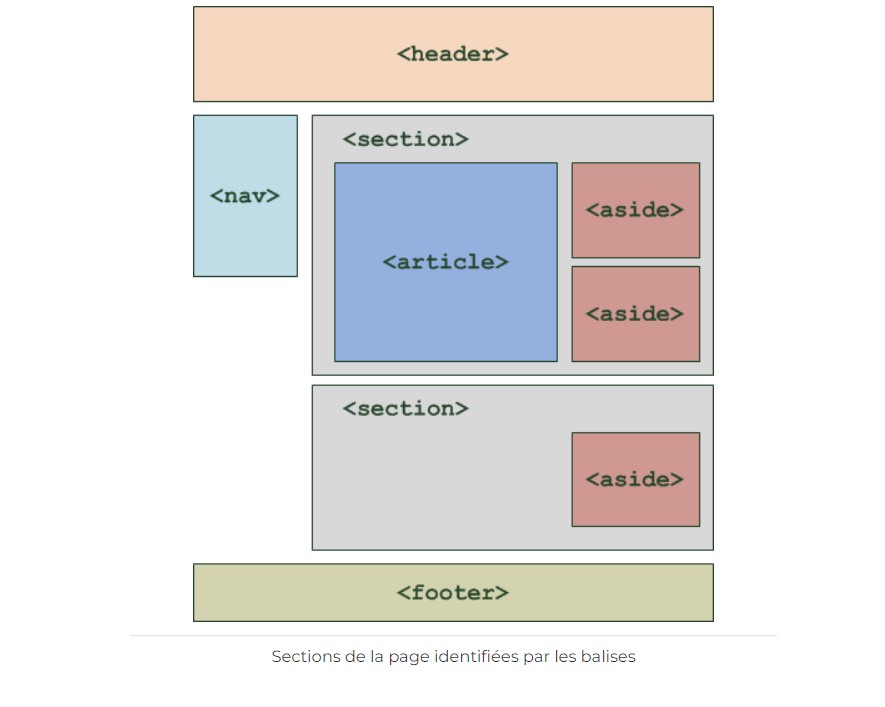 <header>
<nav>
<section>
<article>
<aside>
<aside>
<section>
<aside>
<footer>
Sections de la page identifiées par les balises